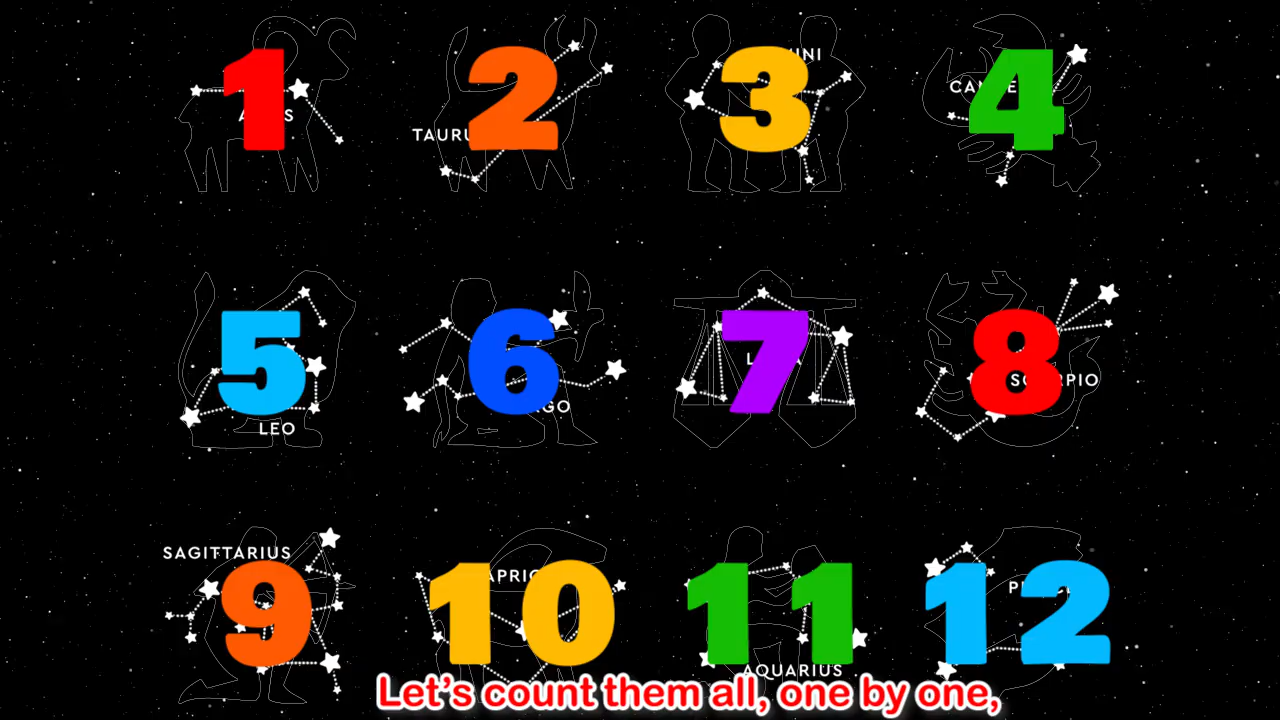 1 2 3 4
TAURU
5 6 7 8
LEO
SAGITTARIUS
9 10 11 12
AQUARIUS
Let's count them all, one by one,